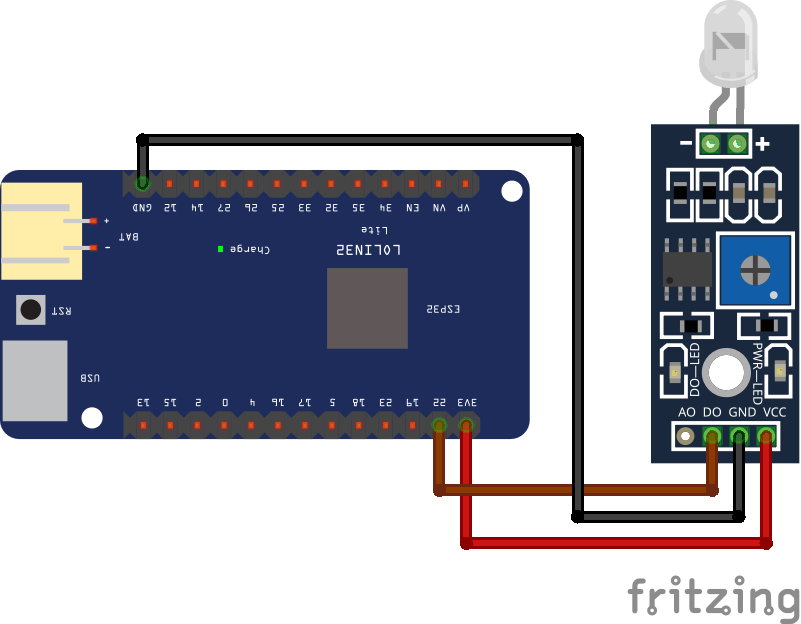 - +
GND 12 14 27 26 25 33 32 35 34 EN VN VP
Lite
LOLIN32
+
BAT
-
Charge
RST
ESP32
USB
13 15 2 0 4 16 17 5 18 23 19 22 3V3
DO—LED
PWR—LED
AO DO GND VCC
fritzing